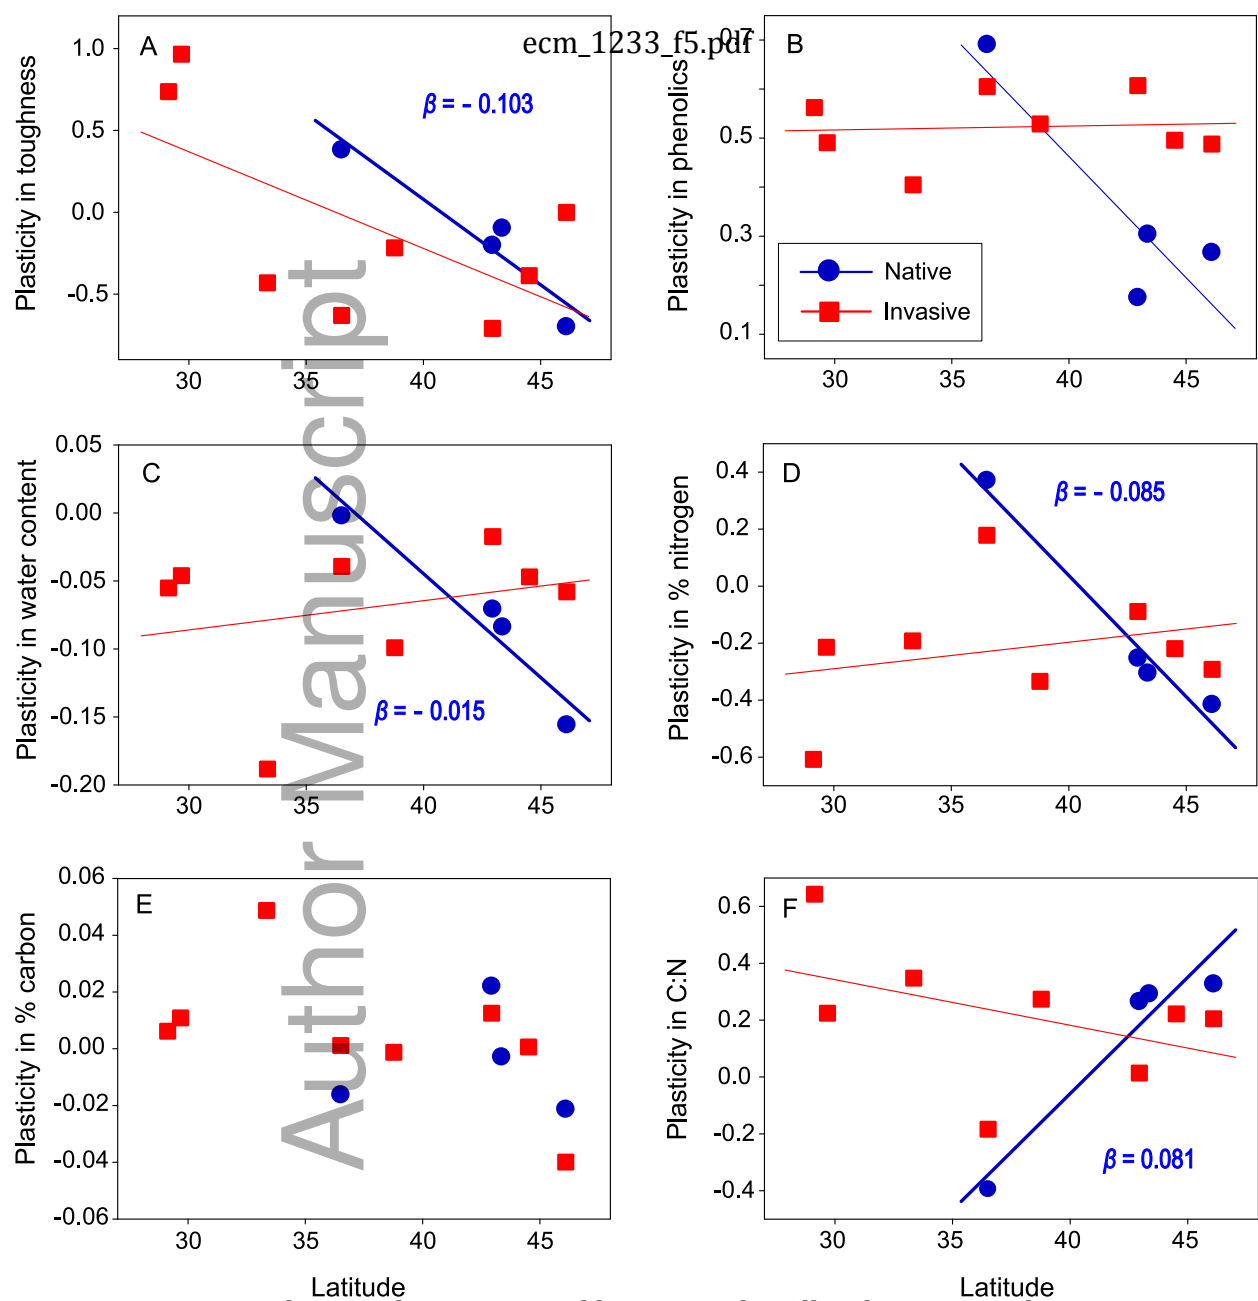 ecm_1233_f5.pdf
A
β = - 0.103
Plasticity in toughness
1.0
0.5
0.0
-0.5
30 35 40 45
B
Plasticity in phenolics
0.7
0.5
0.3
0.1
Native
Invasive
30 35 40 45
C
β = - 0.015
Plasticity in water content
0.05
0.00
-0.05
-0.10
-0.15
-0.20
30 35 40 45
D
β = - 0.085
Plasticity in % nitrogen
0.4
0.2
0.0
-0.2
-0.4
-0.6
30 35 40 45
E
Plasticity in % carbon
0.06
0.04
0.02
0.00
-0.02
-0.04
-0.06
30 35 40 45
Latitude
F
β = 0.081
Plasticity in C:N
0.6
0.4
0.2
0.0
-0.2
-0.4
30 35 40 45
Latitude
Author Manuscript